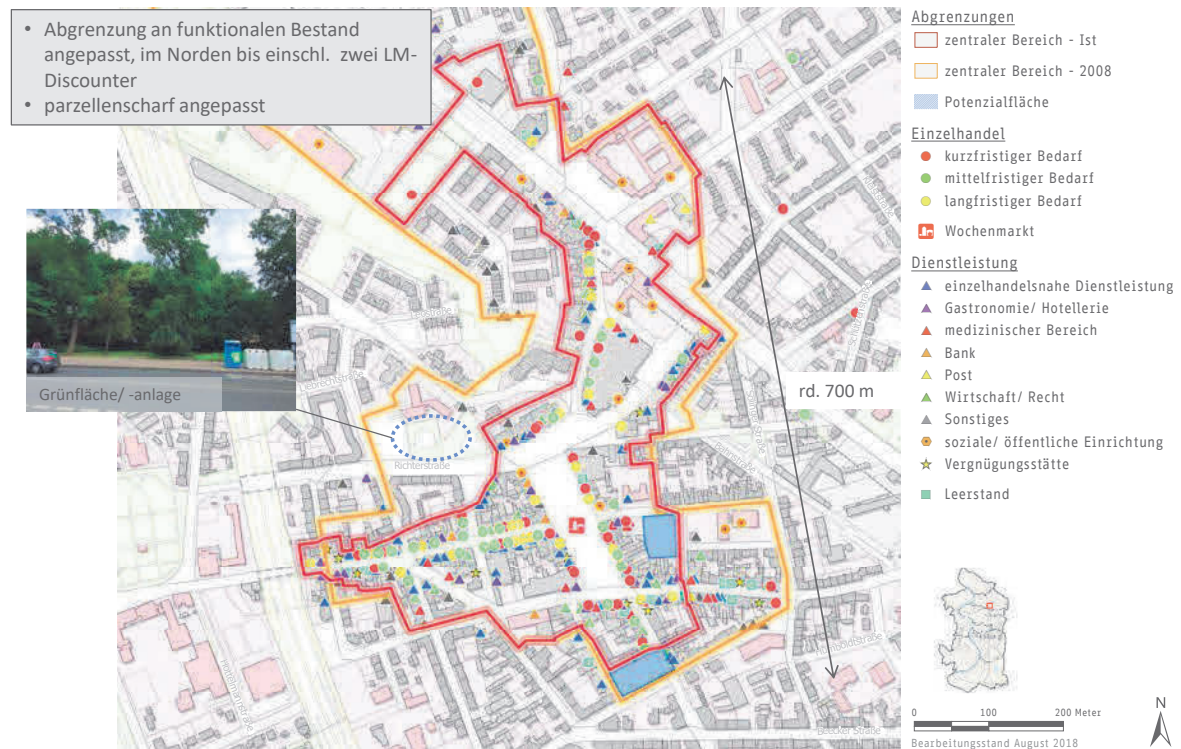 • Abgrenzung an funktionalen Bestand
angepasst, im Norden bis einschl. zwei LM-
Discounter
• parzellenscharf angepasst
Grünfläche/ -anlage
Richterstraße
rd. 700 m
Beecker Straße
Abgrenzungen
zentraler Bereich - Ist
zentraler Bereich - 2008
Potenzialfläche
Einzelhandel
kurzfristiger Bedarf
mittelfristiger Bedarf
langfristiger Bedarf
Wochenmarkt
Dienstleistung
einzelhandelsnahe Dienstleistung
Gastronomie/ Hotellerie
medizinischer Bereich
Bank
Post
Wirtschaft/ Recht
Sonstiges
soziale/ öffentliche Einrichtung
Vergnügungsstätte
Leerstand
N
0 100 200 Meter
Bearbeitungsstand August 2018